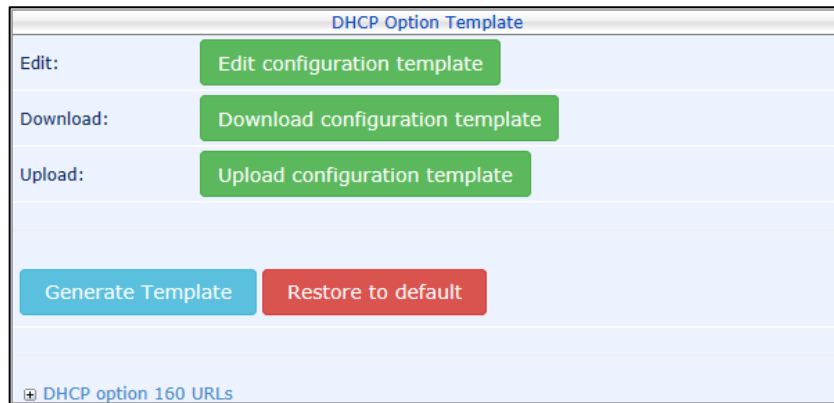 DHCP Option Template
Edit: Edit configuration template
Download: Download configuration template
Upload: Upload configuration template
Generate Template Restore to default
DHCP option 160 URLs